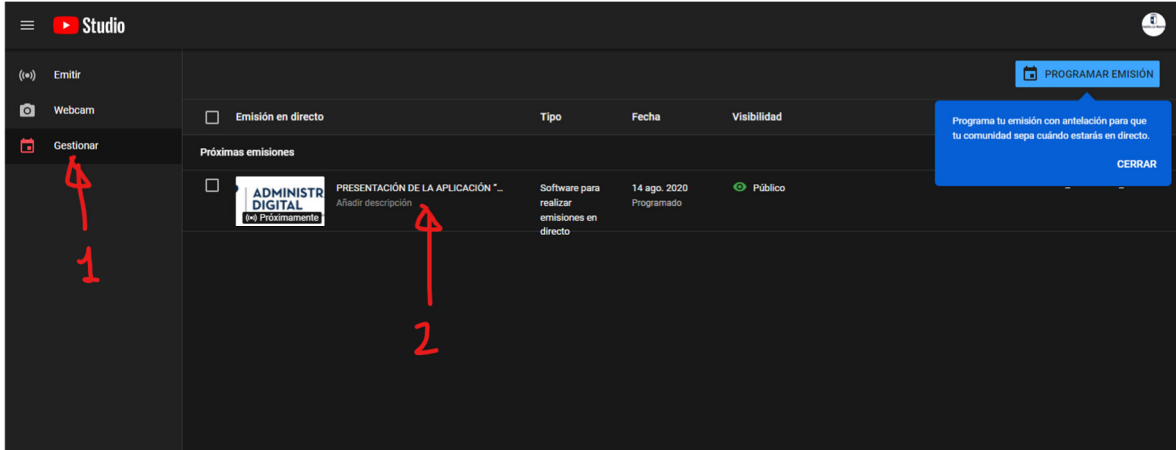 Studio
Emitir
Webcam
Gestionar
PROGRAMAR EMISIÓN
Programa tu emisión con antelación para que
tu comunidad sepa cuándo estarás en directo.
CERRAR
Emisión en directo Tipo Fecha Visibilidad
Próximas emisiones
ADMINISTR
DIGITAL
Próximamente
PRESENTACIÓN DE LA APLICACIÓN "...
Añadir descripción
Software para
realizar
emisiones en
directo
14 ago. 2020
Programado
Público
1
2